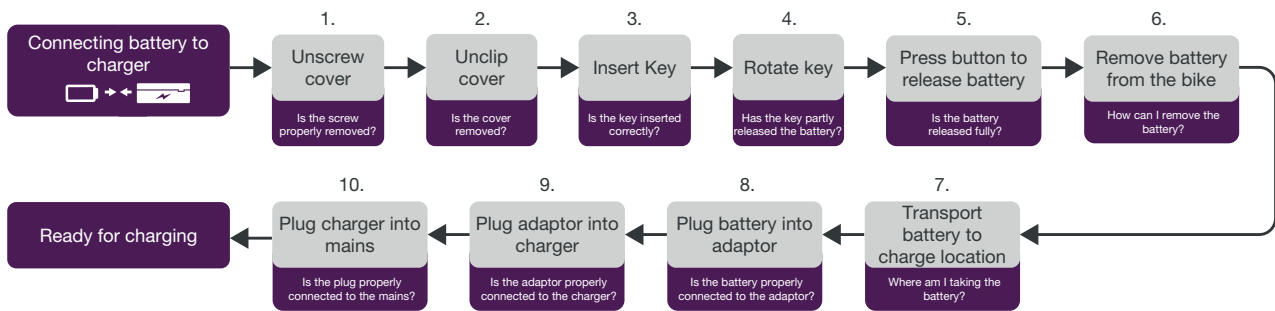 Connecting battery to
charger
1.
Unscrew
cover
Is the screw
properly removed?
2.
Unclip
cover
Is the cover
removed?
3.
Insert Key
Is the key inserted
correctly?
4.
Rotate key
Has the key partly
released the battery?
5.
Press button to
release battery
Is the battery
released fully?
6.
Remove battery
from the bike
How can I remove the
battery?
7.
Transport
battery to
charge location
Where am I taking the
battery?
8.
Plug battery into
adaptor
Is the battery properly
connected to the adaptor?
9.
Plug adaptor into
charger
Is the adaptor properly
connected to the charger?
10.
Plug charger into
mains
Is the plug properly
connected to the mains?
Ready for charging